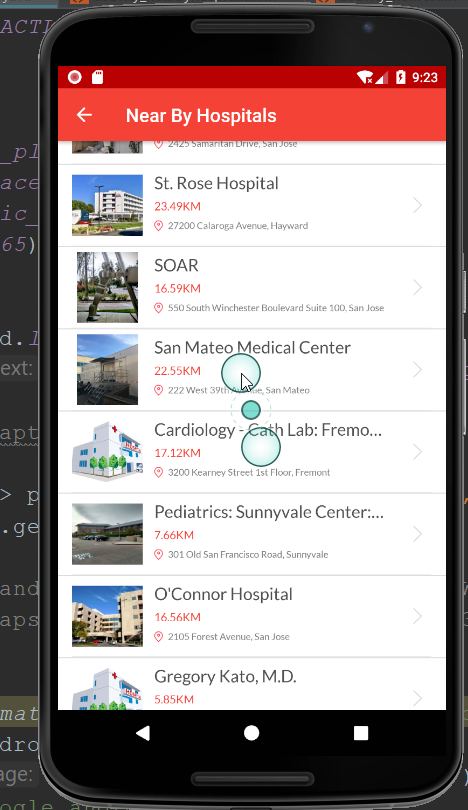 ACTI
9:23
Near By Hospitals
2425 Samaritan Drive, San Jose
_pl
St. Rose Hospital
ace
23.49KM
ic_
27200 Calaroga Avenue, Hayward
65)
SOAR
16.59KM
550 South Winchester Boulevard Suite 100, San Jose
d.l
San Mateo Medical Center
ext:
22.55KM
222 West 39th Avenue, San Mateo
apt
Cardiology - Cath Lab: Fremo...
17.12KM
3200 Kearney Street 1st Floor, Fremont
> p
Pediatrics: Sunnyvale Center:...
.ge
7.66KM
301 Old San Francisco Road, Sunnyvale
and
O'Connor Hospital
aps
16.56KM
2105 Forest Avenue, San Jose
Gregory Kato, M.D.
5.85KM
mat
dro
age: